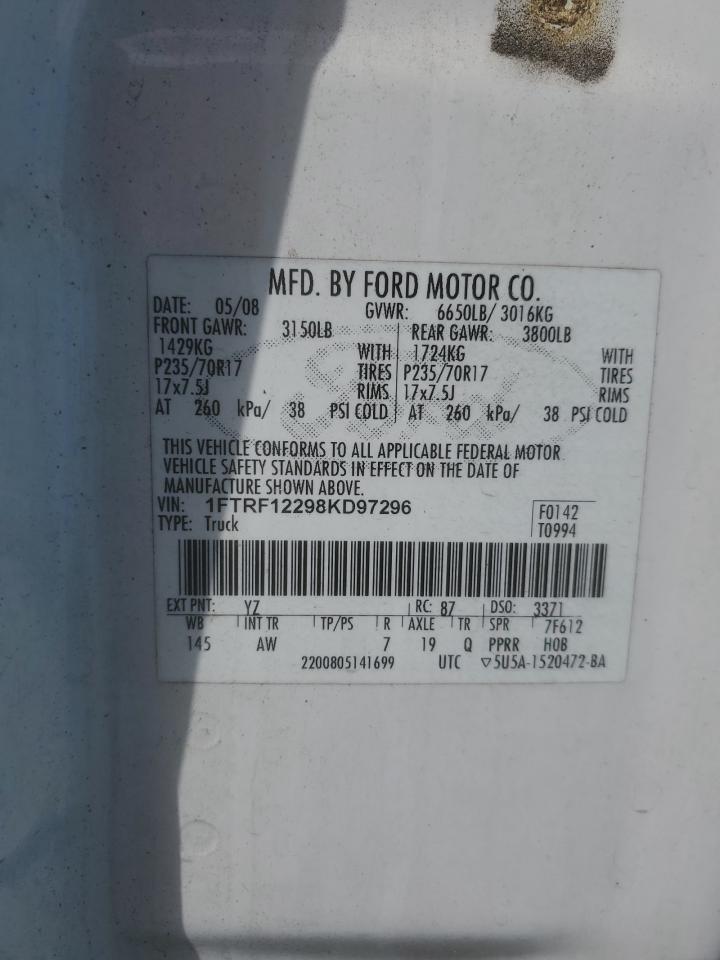 MFD. BY FORD MOTOR CO.
DATE: 05/08 GVWR: 6650LB/ 3016KG
FRONT GAWR: 3150LB REAR GAWR: 3800LB
1429KG WITH 1724KG WITH
P235/70R17 TIRES P235/70R17 TIRES
17x7.5J RIMS 17x7.5J RIMS
AT 260 kPa/ 38 PSI COLD AT 260 kPa/ 38 PSI COLD
THIS VEHICLE CONFORMS TO ALL APPLICABLE FEDERAL MOTOR
VEHICLE SAFETY STANDARDS IN EFFECT ON THE DATE OF
MANUFACTURE SHOWN ABOVE.
VIN: 1FTRF12298KD97296 F0142
TYPE: Truck T0994
EXT PNT: YZ RC: 87 DSO: 3371
WB INT TR TP/PS R AXLE TR SPR 7F612
145 AW 7 19 Q PPRR HOB
2200805141699 UTC ▽5U5A-1520472-BA